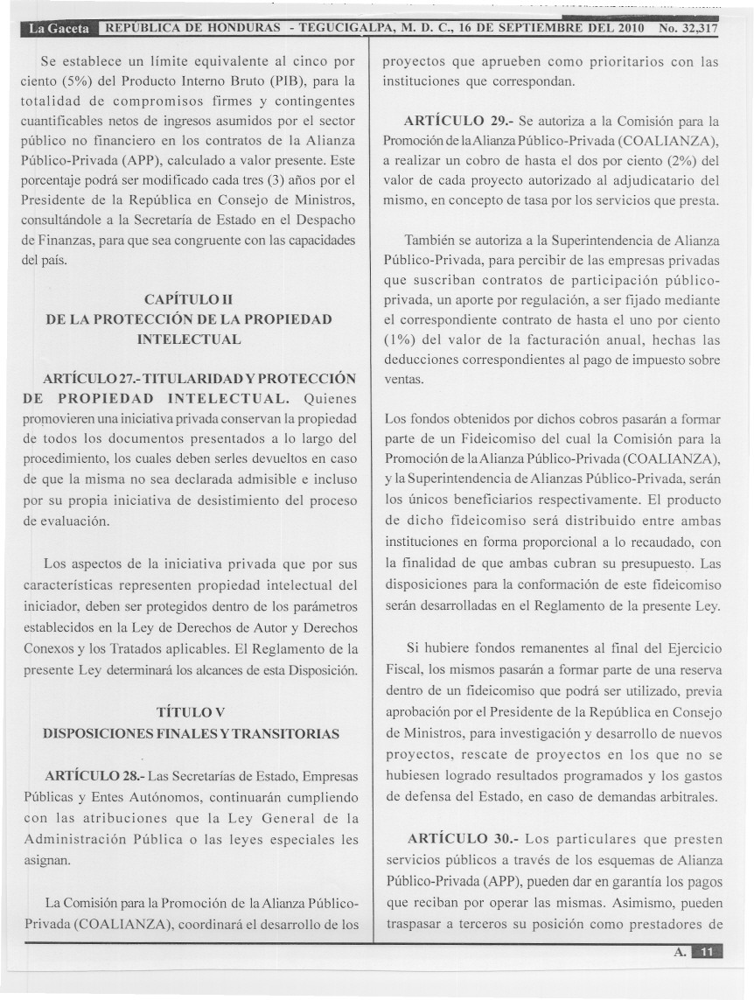 La Gaceta REPÚBLICA DE HONDURAS - TEGUCIGALPA, M. D. C., 16 DE SEPTIEMBRE DEL 2010 No. 32,317
Se establece un límite equivalente al cinco por
ciento (5%) del Producto Interno Bruto (PIB), para la
totalidad de compromisos firmes y contingentes
cuantificables netos de ingresos asumidos por el sector
público no financiero en los contratos de la Alianza
Público-Privada (APP), calculado a valor presente. Este
porcentaje podrá ser modificado cada tres (3) años por el
Presidente de la República en Consejo de Ministros,
consultándole a la Secretaría de Estado en el Despacho
de Finanzas, para que sea congruente con las capacidades
del país.
CAPÍTULO II
DE LA PROTECCIÓN DE LA PROPIEDAD
INTELECTUAL
ARTÍCULO 27.- TITULARIDAD Y PROTECCIÓN
DE PROPIEDAD INTELECTUAL. Quienes
promovieren una iniciativa privada conservan la propiedad
de todos los documentos presentados a lo largo del
procedimiento, los cuales deben serles devueltos en caso
de que la misma no sea declarada admisible e incluso
por su propia iniciativa de desistimiento del proceso
de evaluación.
Los aspectos de la iniciativa privada que por sus
características representen propiedad intelectual del
iniciador, deben ser protegidos dentro de los parámetros
establecidos en la Ley de Derechos de Autor y Derechos
Conexos y los Tratados aplicables. El Reglamento de la
presente Ley determinará los alcances de esta Disposición.
TÍTULO V
DISPOSICIONES FINALES Y TRANSITORIAS
ARTÍCULO 28.- Las Secretarías de Estado, Empresas
Públicas y Entes Autónomos, continuarán cumpliendo
con las atribuciones que la Ley General de la
Administración Pública o las leyes especiales les
asignan.
La Comisión para la Promoción de la Alianza Público-
Privada (COALIANZA), coordinará el desarrollo de los
proyectos que aprueben como prioritarios con las
instituciones que correspondan.
ARTÍCULO 29.- Se autoriza a la Comisión para la
Promoción de la Alianza Público-Privada (COALIANZA),
a realizar un cobro de hasta el dos por ciento (2%) del
valor de cada proyecto autorizado al adjudicatario del
mismo, en concepto de tasa por los servicios que presta.
También se autoriza a la Superintendencia de Alianza
Público-Privada, para percibir de las empresas privadas
que suscriban contratos de participación público-
privada, un aporte por regulación, a ser fijado mediante
el correspondiente contrato de hasta el uno por ciento
(1%) del valor de la facturación anual, hechas las
deducciones correspondientes al pago de impuesto sobre
ventas.
Los fondos obtenidos por dichos cobros pasarán a formar
parte de un Fideicomiso del cual la Comisión para la
Promoción de la Alianza Público-Privada (COALIANZA),
y la Superintendencia de Alianzas Público-Privada, serán
los únicos beneficiarios respectivamente. El producto
de dicho fideicomiso será distribuido entre ambas
instituciones en forma proporcional a lo recaudado, con
la finalidad de que ambas cubran su presupuesto. Las
disposiciones para la conformación de este fideicomiso
serán desarrolladas en el Reglamento de la presente Ley.
Si hubiere fondos remanentes al final del Ejercicio
Fiscal, los mismos pasarán a formar parte de una reserva
dentro de un fideicomiso que podrá ser utilizado, previa
aprobación por el Presidente de la República en Consejo
de Ministros, para investigación y desarrollo de nuevos
proyectos, rescate de proyectos en los que no se
hubiesen logrado resultados programados y los gastos
de defensa del Estado, en caso de demandas arbitrales.
ARTÍCULO 30.- Los particulares que presten
servicios públicos a través de los esquemas de Alianza
Público-Privada (APP), pueden dar en garantía los pagos
que reciban por operar las mismas. Asimismo, pueden
traspasar a terceros su posición como prestadores de
A. 11